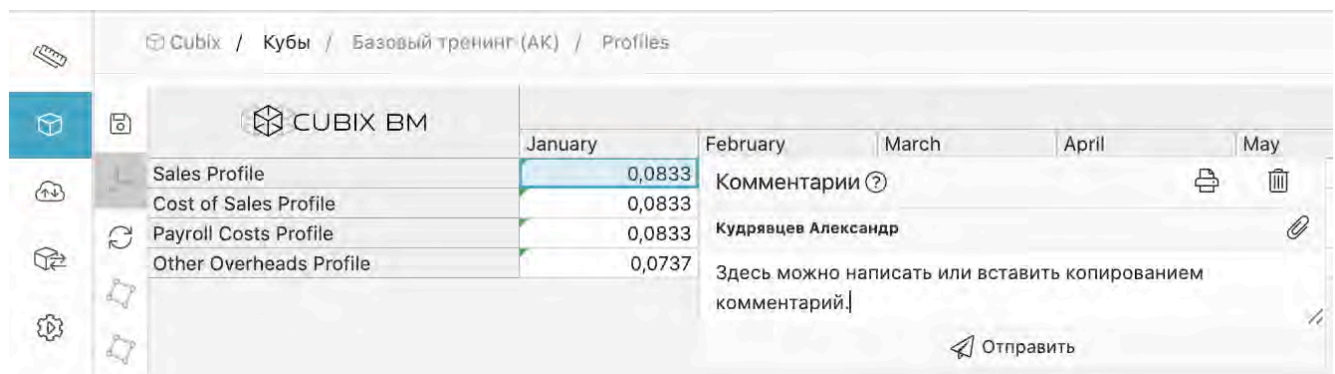 Cubix / Кубы / Базовый тренинг (АК) / Profiles
CUBIX BM
January February March April May
Sales Profile 0,0833
Cost of Sales Profile 0,0833
Payroll Costs Profile 0,0833
Other Overheads Profile 0,0737
Комментарии ?
Кудрявцев Александр
Здесь можно написать или вставить копированием
комментарий.
Отправить